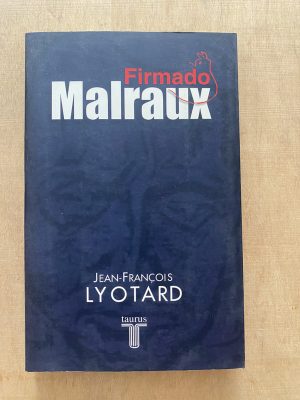 Firmado
Malraux
JEAN-FRANÇOIS
LYOTARD
taurus